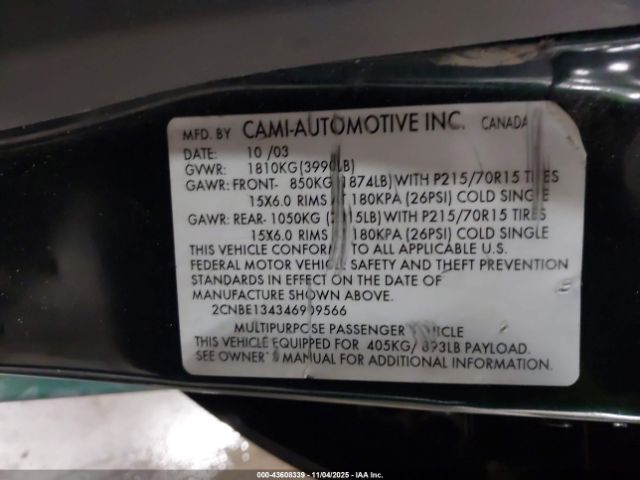 MFD. BY CAMI-AUTOMOTIVE INC. CANADA
DATE: 10 /03
GVWR: 1810KG(3990LB)
GAWR: FRONT- 850KG(1874LB)WITH P215/70R15 TIRES
15X6.0 RIMS AT 180KPA (26PSI) COLD SINGLE
GAWR: REAR- 1050KG (2315LB)WITH P215/70R15 TIRES
15X6.0 RIMS AT 180KPA (26PSI) COLD SINGLE
THIS VEHICLE CONFORMS TO ALL APPLICABLE U.S.
FEDERAL MOTOR VEHICLE SAFETY AND THEFT PREVENTION
STANDARDS IN EFFECT ON THE DATE OF
MANUFACTURE SHOWN ABOVE.
2CNBE134346909566
MULTIPURPOSE PASSENGER VEHICLE
THIS VEHICLE EQUIPPED FOR 405KG/ 893LB PAYLOAD.
SEE OWNER'S MANUAL FOR ADDITIONAL INFORMATION.
000-43608339 - 11/04/2025 - IAA Inc.